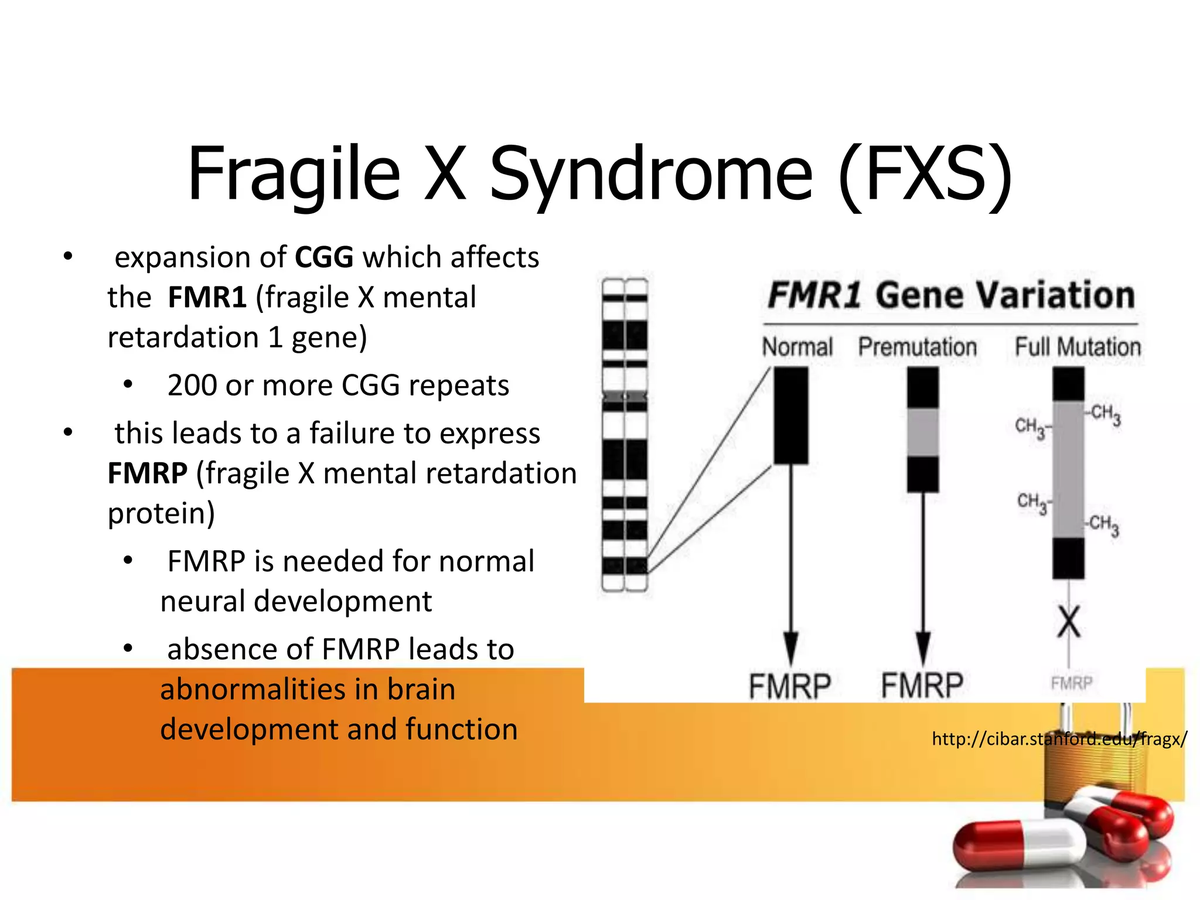 Fragile X Syndrome (FXS)
• expansion of CGG which affects
the FMR1 (fragile X mental
retardation 1 gene)
• 200 or more CGG repeats
• this leads to a failure to express
FMRP (fragile X mental retardation
protein)
• FMRP is needed for normal
neural development
• absence of FMRP leads to
abnormalities in brain
development and function
FMR1 Gene Variation
Normal Premutation Full Mutation
CH3
CH3
CH3
CH3
X
FMRP FMRP FMRP
http://cibar.stanford.edu/fragx/